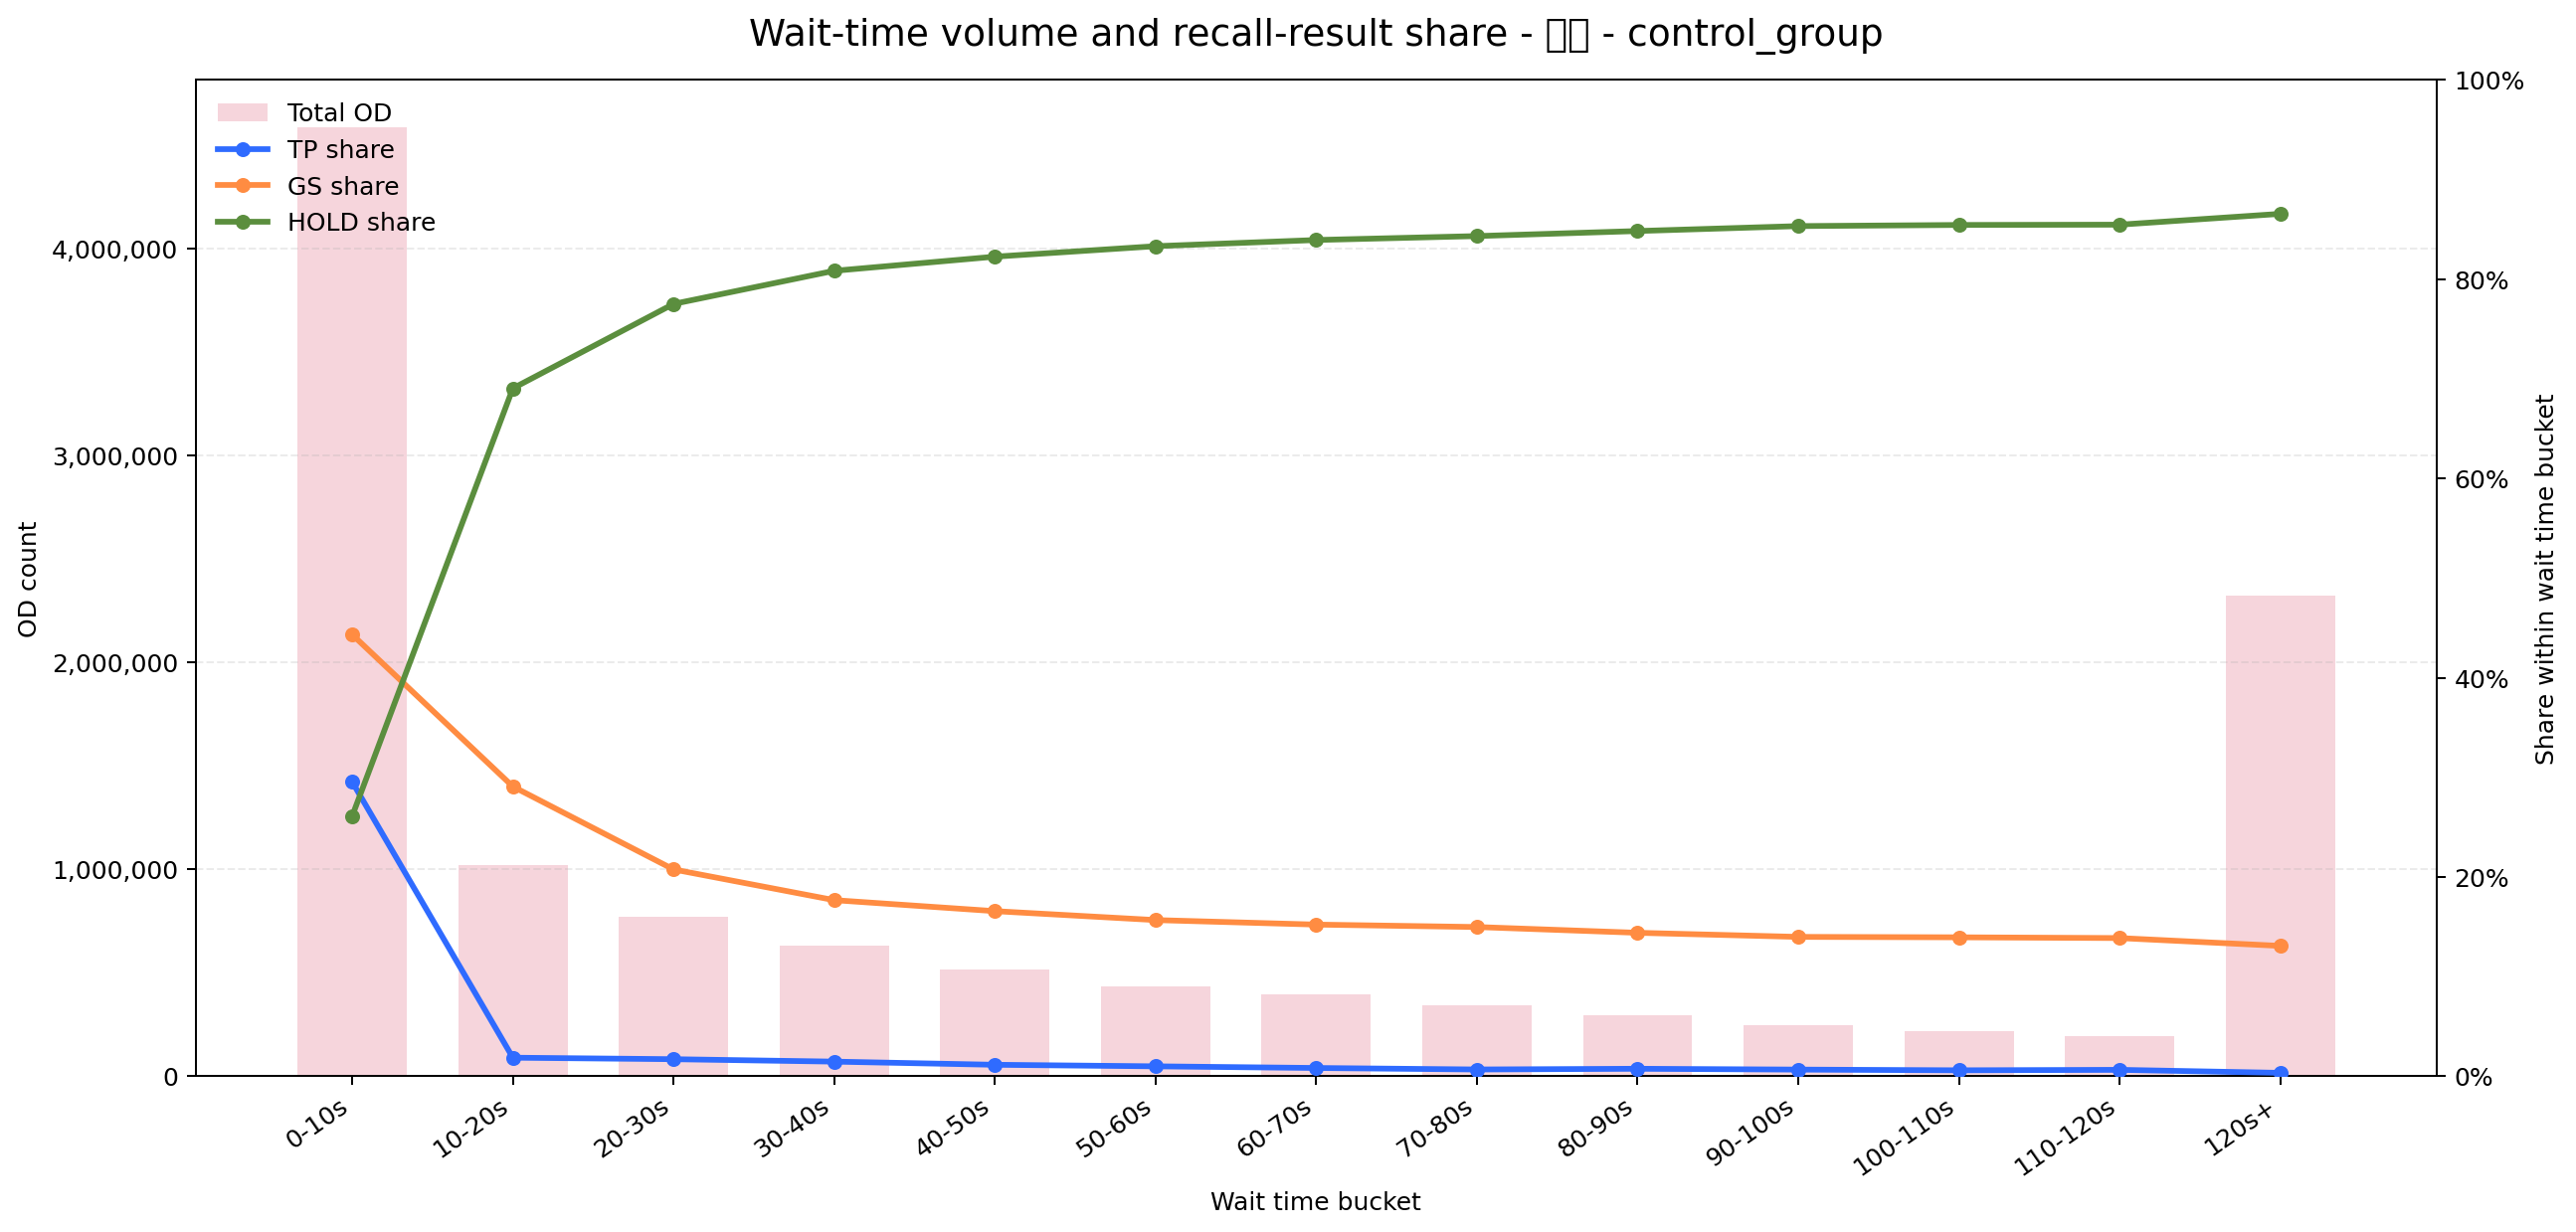 Wait-time volume and recall-result share - - control_group
Total OD
TP share
GS share
HOLD share
OD count
4,000,000
3,000,000
2,000,000
1,000,000
0
100%
80%
60%
40%
20%
0%
Share within wait time bucket
0-10s
10-20s
20-30s
30-40s
40-50s
50-60s
60-70s
70-80s
80-90s
90-100s
100-110s
110-120s
120s+
Wait time bucket